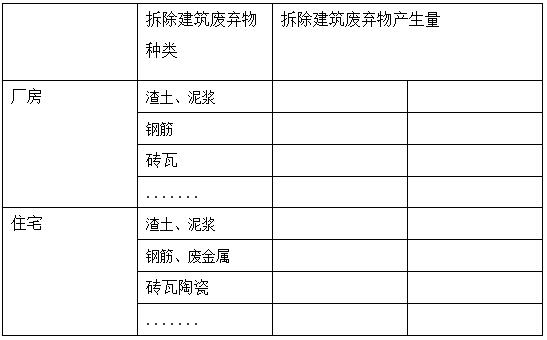 拆除建筑废弃物
种类
拆除建筑废弃物产生量
厂房
渣土、泥浆
钢筋
砖瓦
.......
住宅
渣土、泥浆
钢筋、废金属
砖瓦陶瓷
.......